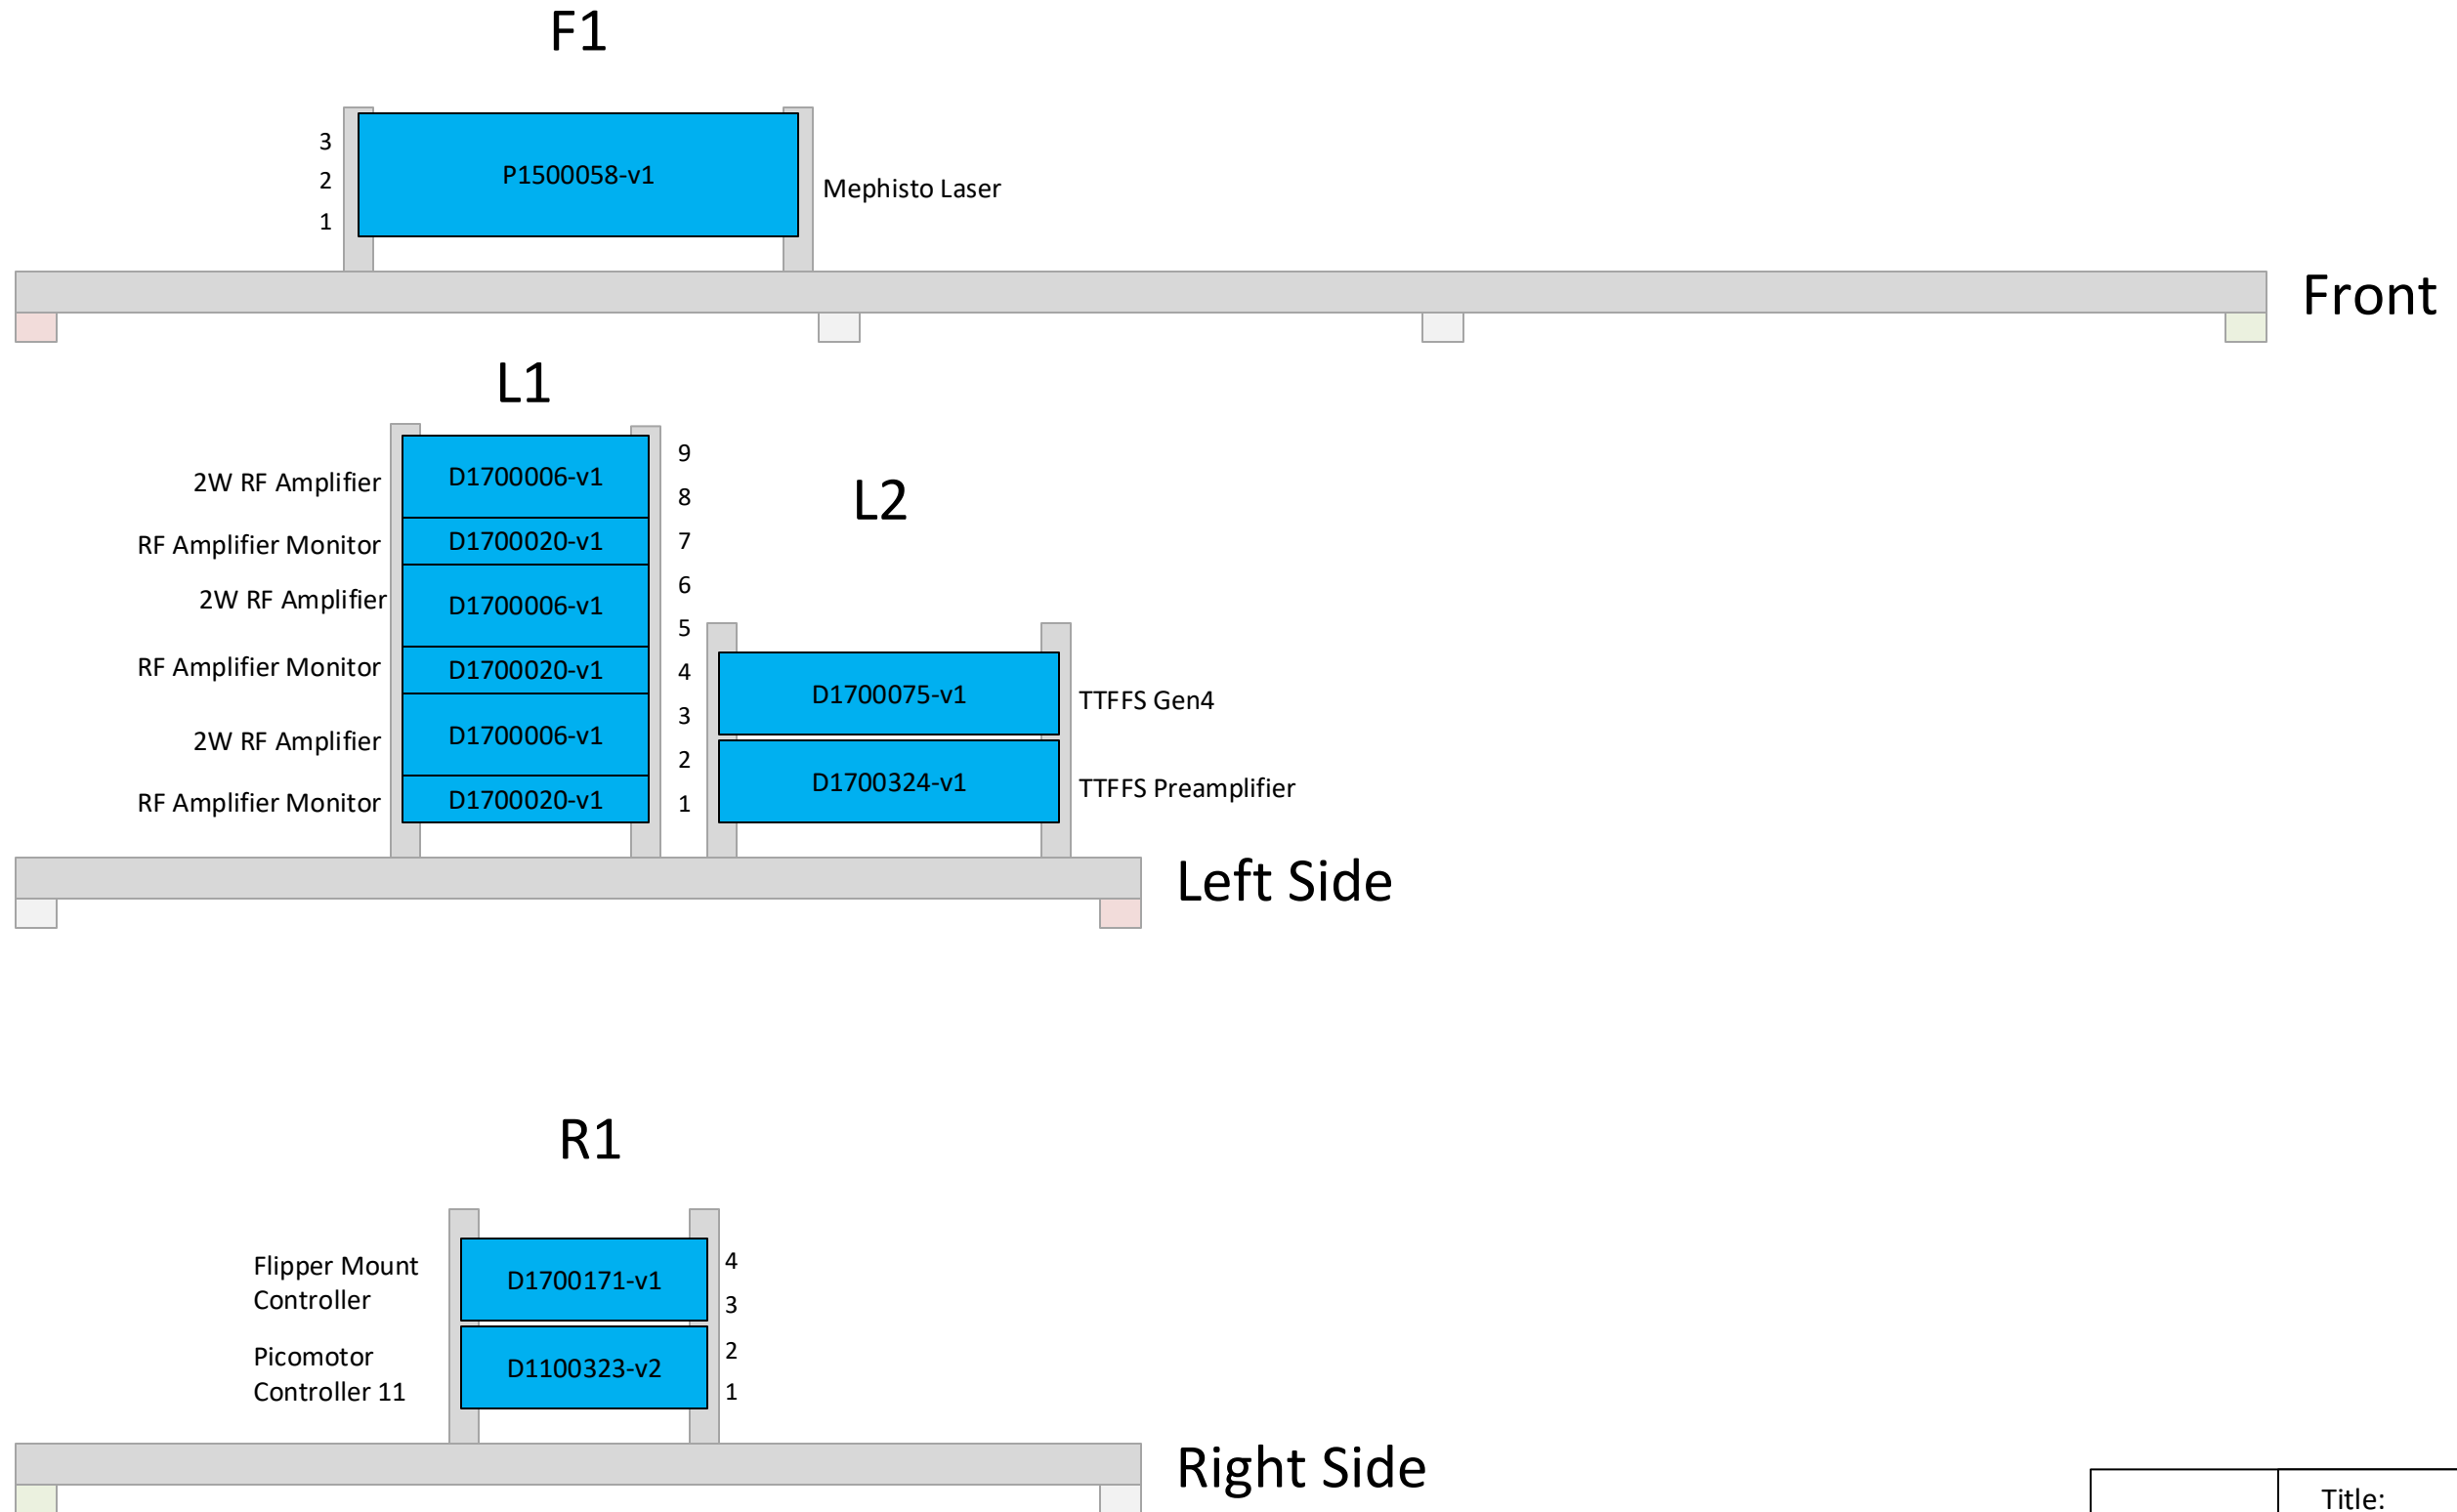 F1
3
2
1
P1500058-v1
Mephisto Laser
Front
L1
2W RF Amplifier
D1700006-v1
9
8
RF Amplifier Monitor
D1700020-v1
7
2W RF Amplifier
D1700006-v1
6
5
RF Amplifier Monitor
D1700020-v1
4
2W RF Amplifier
D1700006-v1
3
2
RF Amplifier Monitor
D1700020-v1
1
L2
D1700075-v1
TTFFS Gen4
D1700324-v1
TTFFS Preamplifier
Left Side
R1
Flipper Mount
Controller
D1700171-v1
4
3
Picomotor
Controller 11
D1100323-v2
2
1
Right Side
Title: